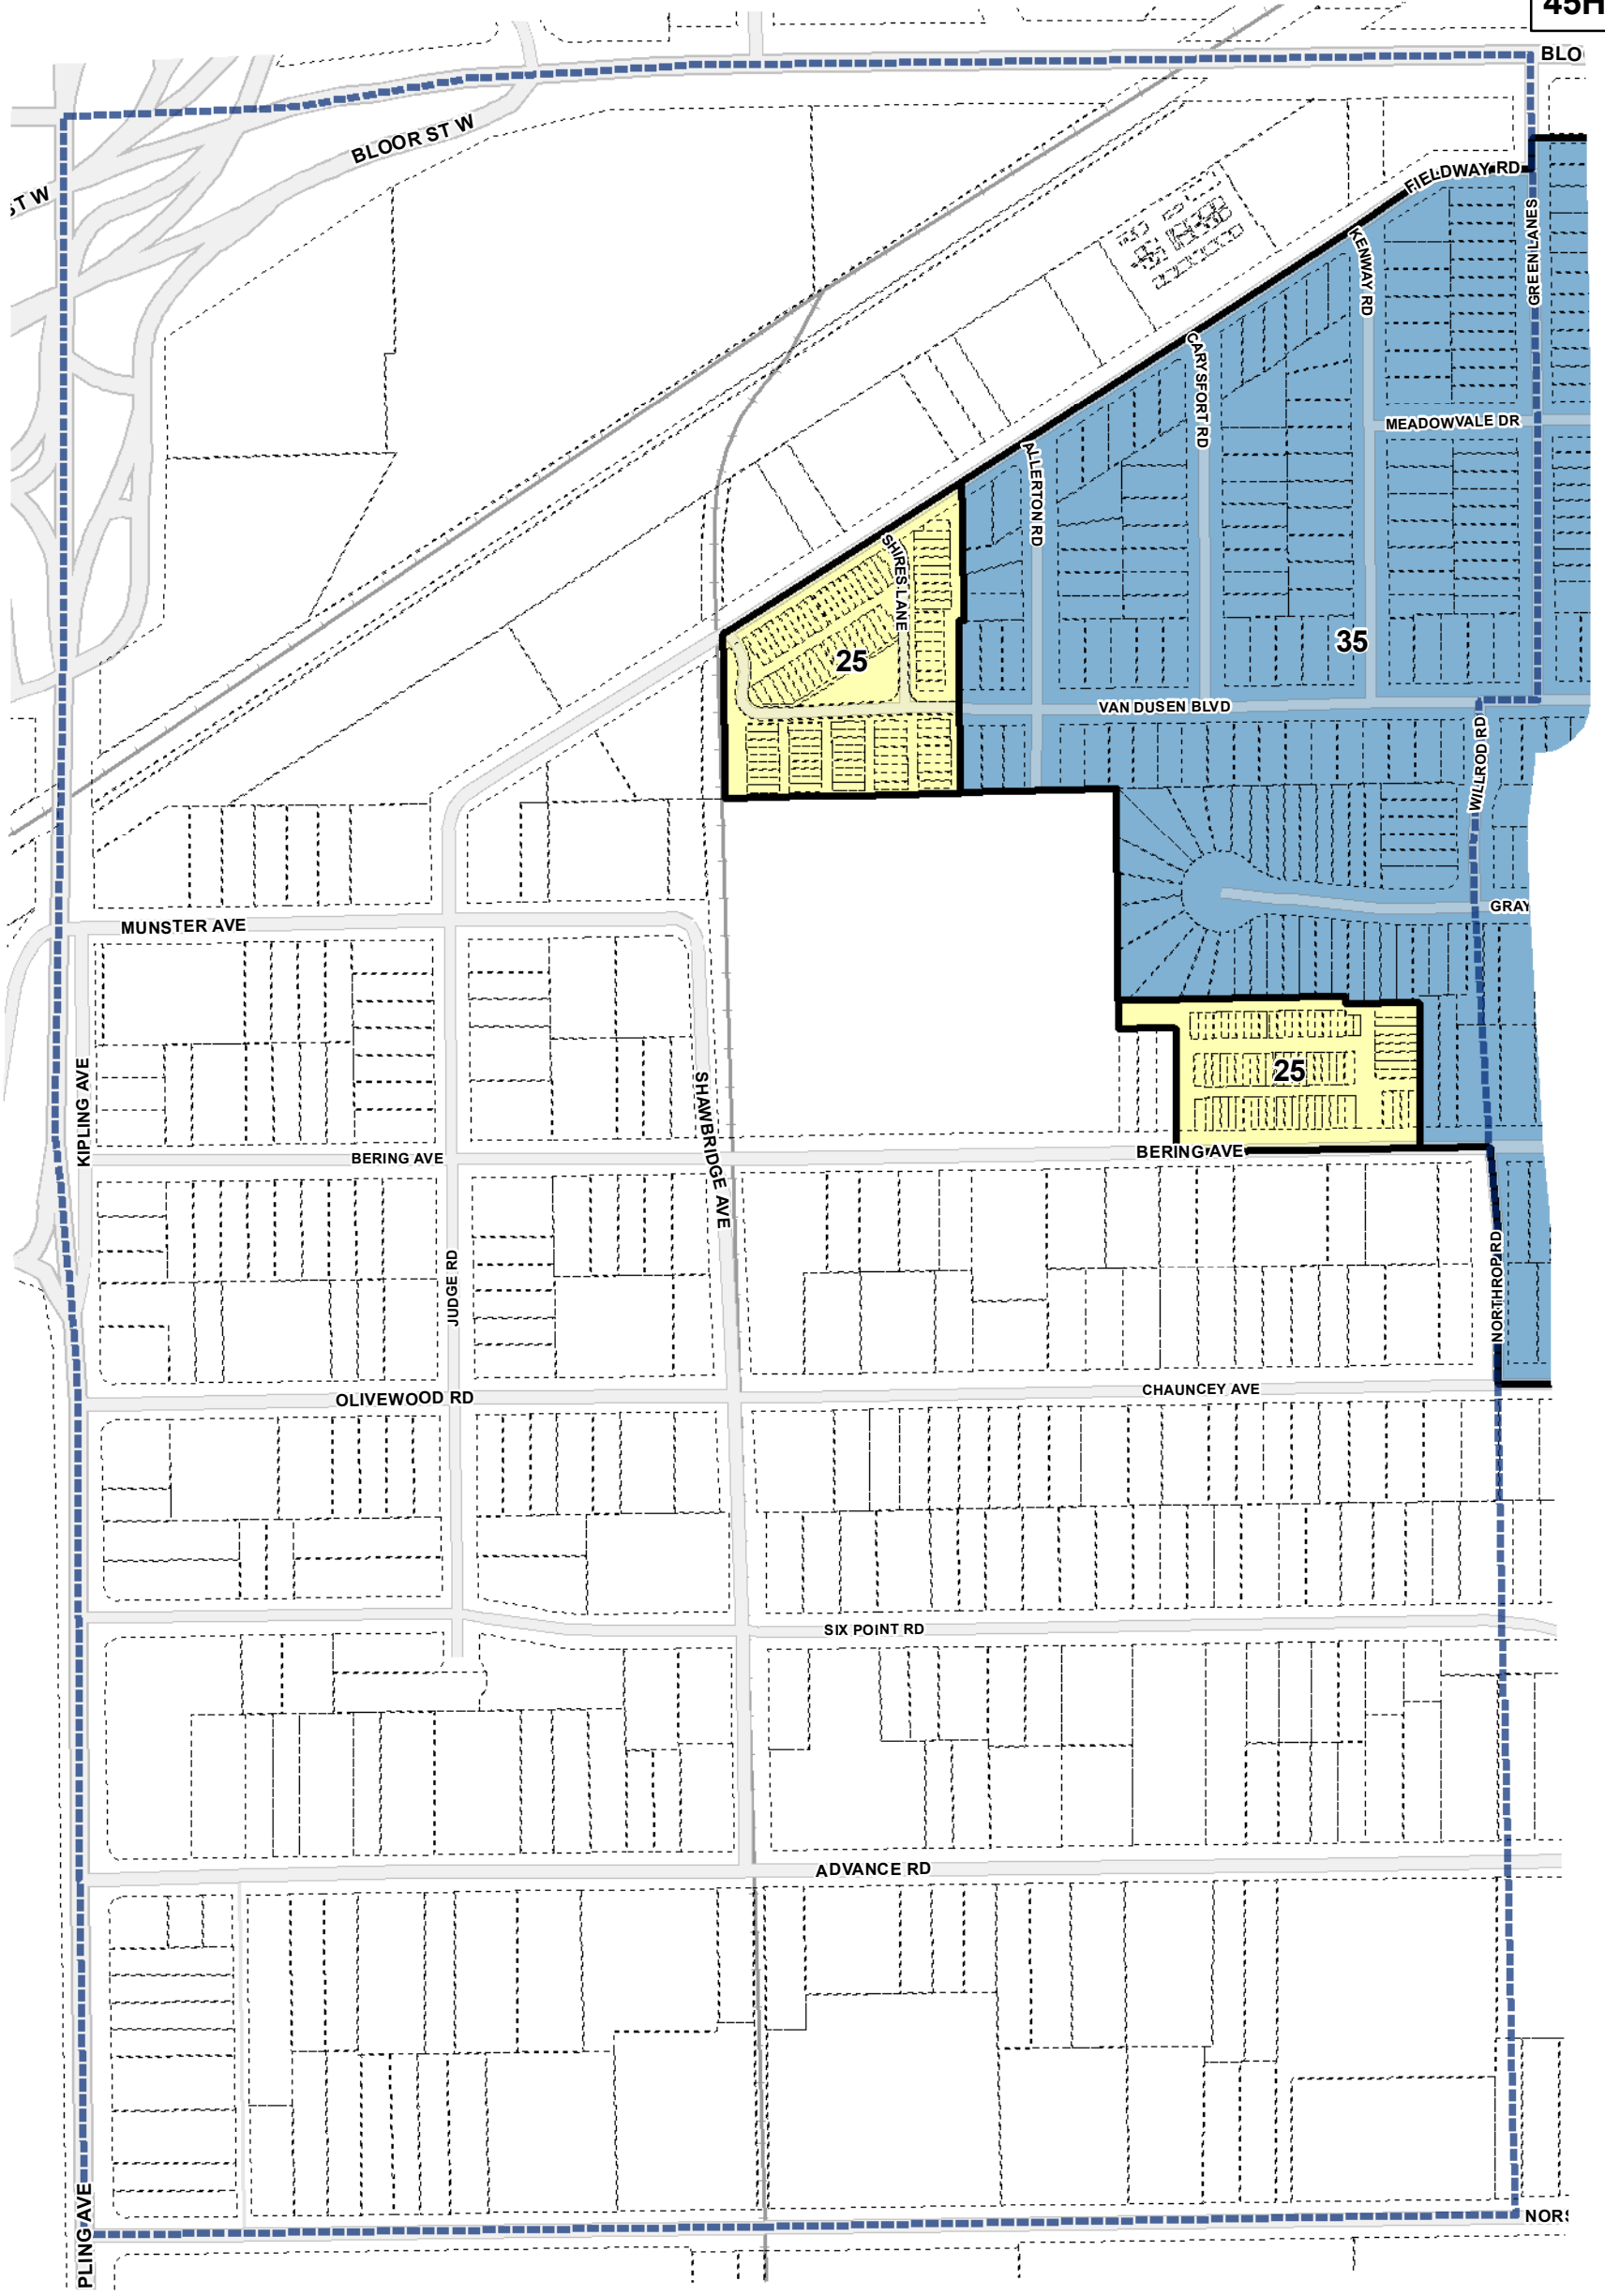 45H
BLO
BLOOR ST W
ST W
FIELDWAY RD
GREEN LANES
KENWAY RD
CARYSFORT RD
MEADOWVALE DR
ALLERTON RD
SHIRES LANE
25
35
VAN DUSEN BLVD
WILLROD RD
GRAY
MUNSTER AVE
KIPLING AVE
SHAWBRIDGE AVE
25
BERING AVE
BERING AVE
JUDGE RD
NORTHROP RD
OLIVEWOOD RD
CHAUNCEY AVE
SIX POINT RD
ADVANCE RD
PLING AVE
NORS